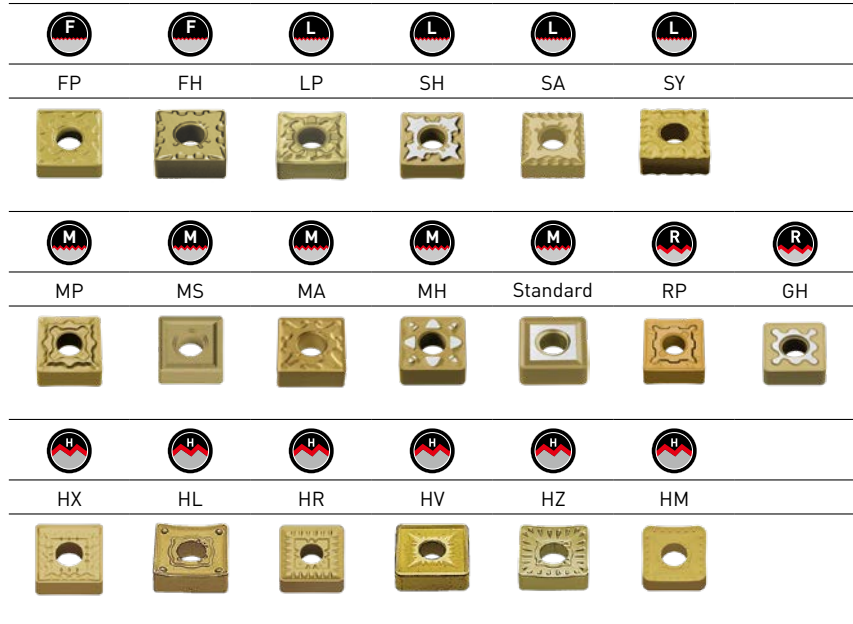 F F L L L L
FP FH LP SH SA SY
M M M M M R R
MP MS MA MH Standard RP GH
H H H H H H
HX HL HR HV HZ HM